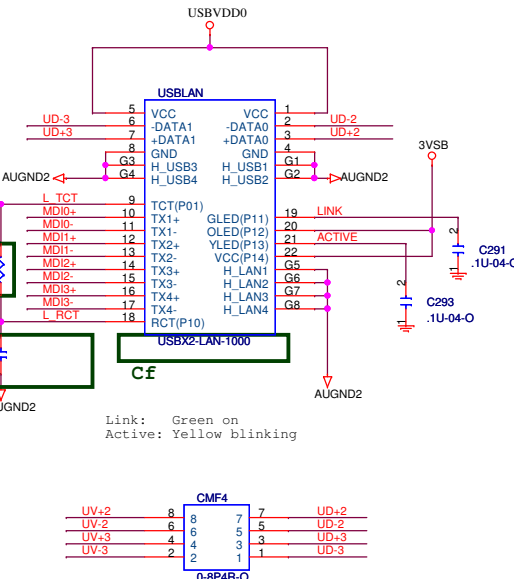 USBVDD0
USBLAN
5 VCC VCC 1
UD-3 6 -DATA1 -DATA0 2 UD-2
UD+3 7 +DATA1 +DATA0 3 UD+2
8 GND GND 4
G3 H_USB3 H_USB1 G1
AUGND2 G4 H_USB4 H_USB2 G2 AUGND2
3VSB
L_TCT 9 TCT(P01)
MDI0+ 10 TX1+ GLED(P11) 19 LINK
MDI0- 11 TX1- OLED(P12) 20
MDI1+ 12 TX2+ YLED(P13) 21 ACTIVE
MDI1- 13 TX2- VCC(P14) 22
MDI2+ 14 TX3+ H_LAN1 G5
MDI2- 15 TX3- H_LAN2 G6
MDI3+ 16 TX4+ H_LAN3 G7
MDI3- 17 TX4- H_LAN4 G8
L_RCT 18 RCT(P10)
2 C291
1 .1U-04-O
2 C293
1 .1U-04-O
USBX2-LAN-1000
Cf
AUGND2
UGND2
Link: Green on
Active: Yellow blinking
CMF4
UV+2 8 8 7 7 UD+2
UV-2 6 6 5 5 UD-2
UV+3 4 4 3 3 UD+3
UV-3 2 2 1 1 UD-3
0-8P4R-O